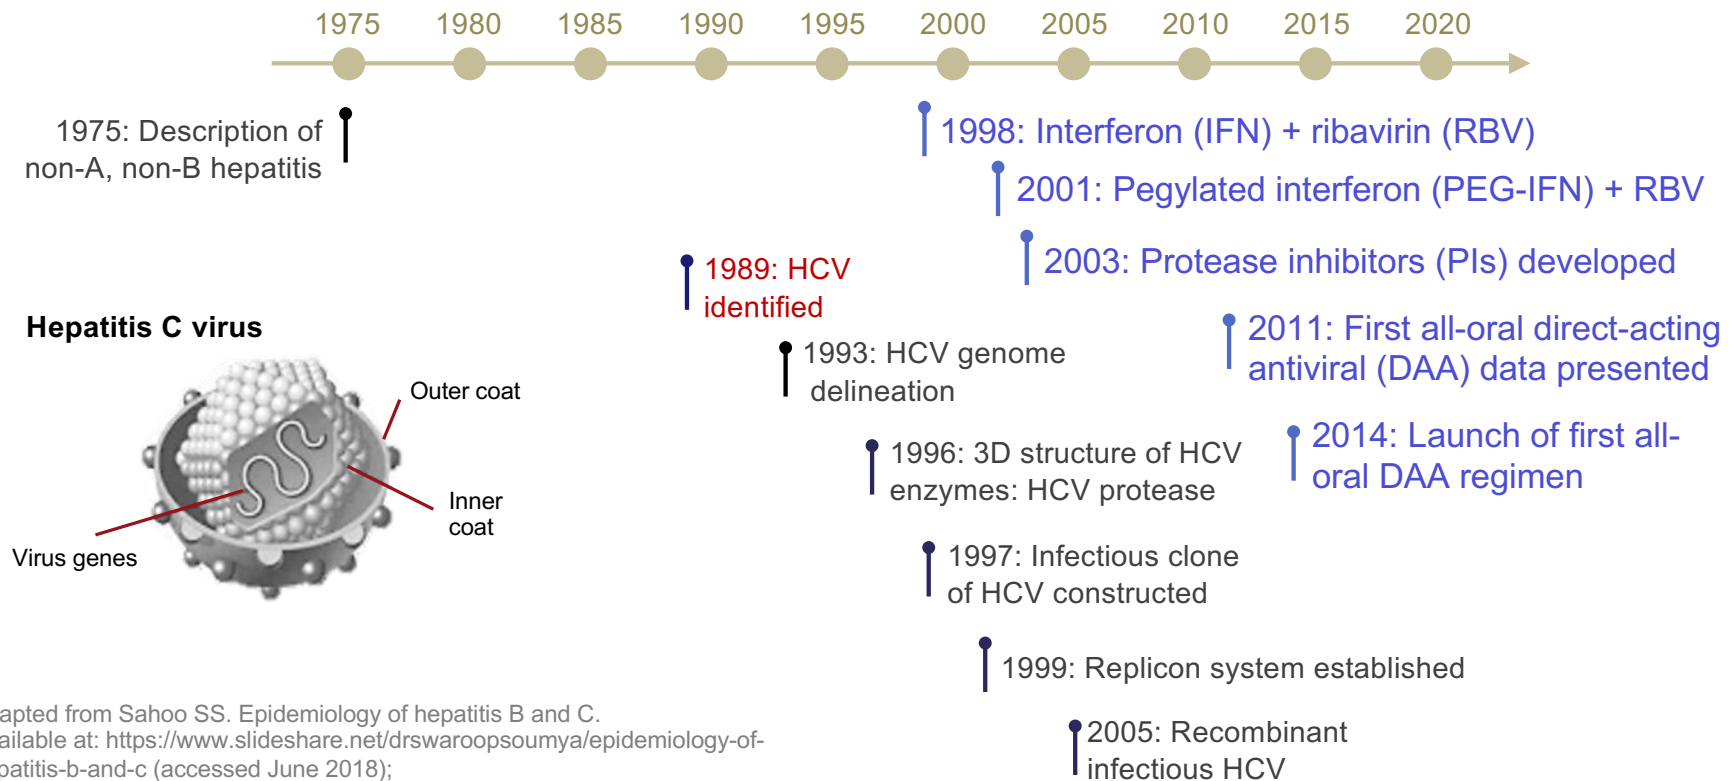 1975 1980 1985 1990 1995 2000 2005 2010 2015 2020
1975: Description of
non-A, non-B hepatitis
1998: Interferon (IFN) + ribavirin (RBV)
2001: Pegylated interferon (PEG-IFN) + RBV
2003: Protease inhibitors (PIs) developed
1989: HCV
identified
2011: First all-oral direct-acting
antiviral (DAA) data presented
Hepatitis C virus
1993: HCV genome
delineation
Outer coat
2014: Launch of first all-
oral DAA regimen
1996: 3D structure of HCV
enzymes: HCV protease
Inner
coat
Virus genes
1997: Infectious clone
of HCV constructed
1999: Replicon system established
apted from Sahoo SS. Epidemiology of hepatitis B and C.
ailable at: https://www.slideshare.net/drswaroopsoumya/epidemiology-of-
patitis-b-and-c (accessed June 2018);
2005: Recombinant
infectious HCV